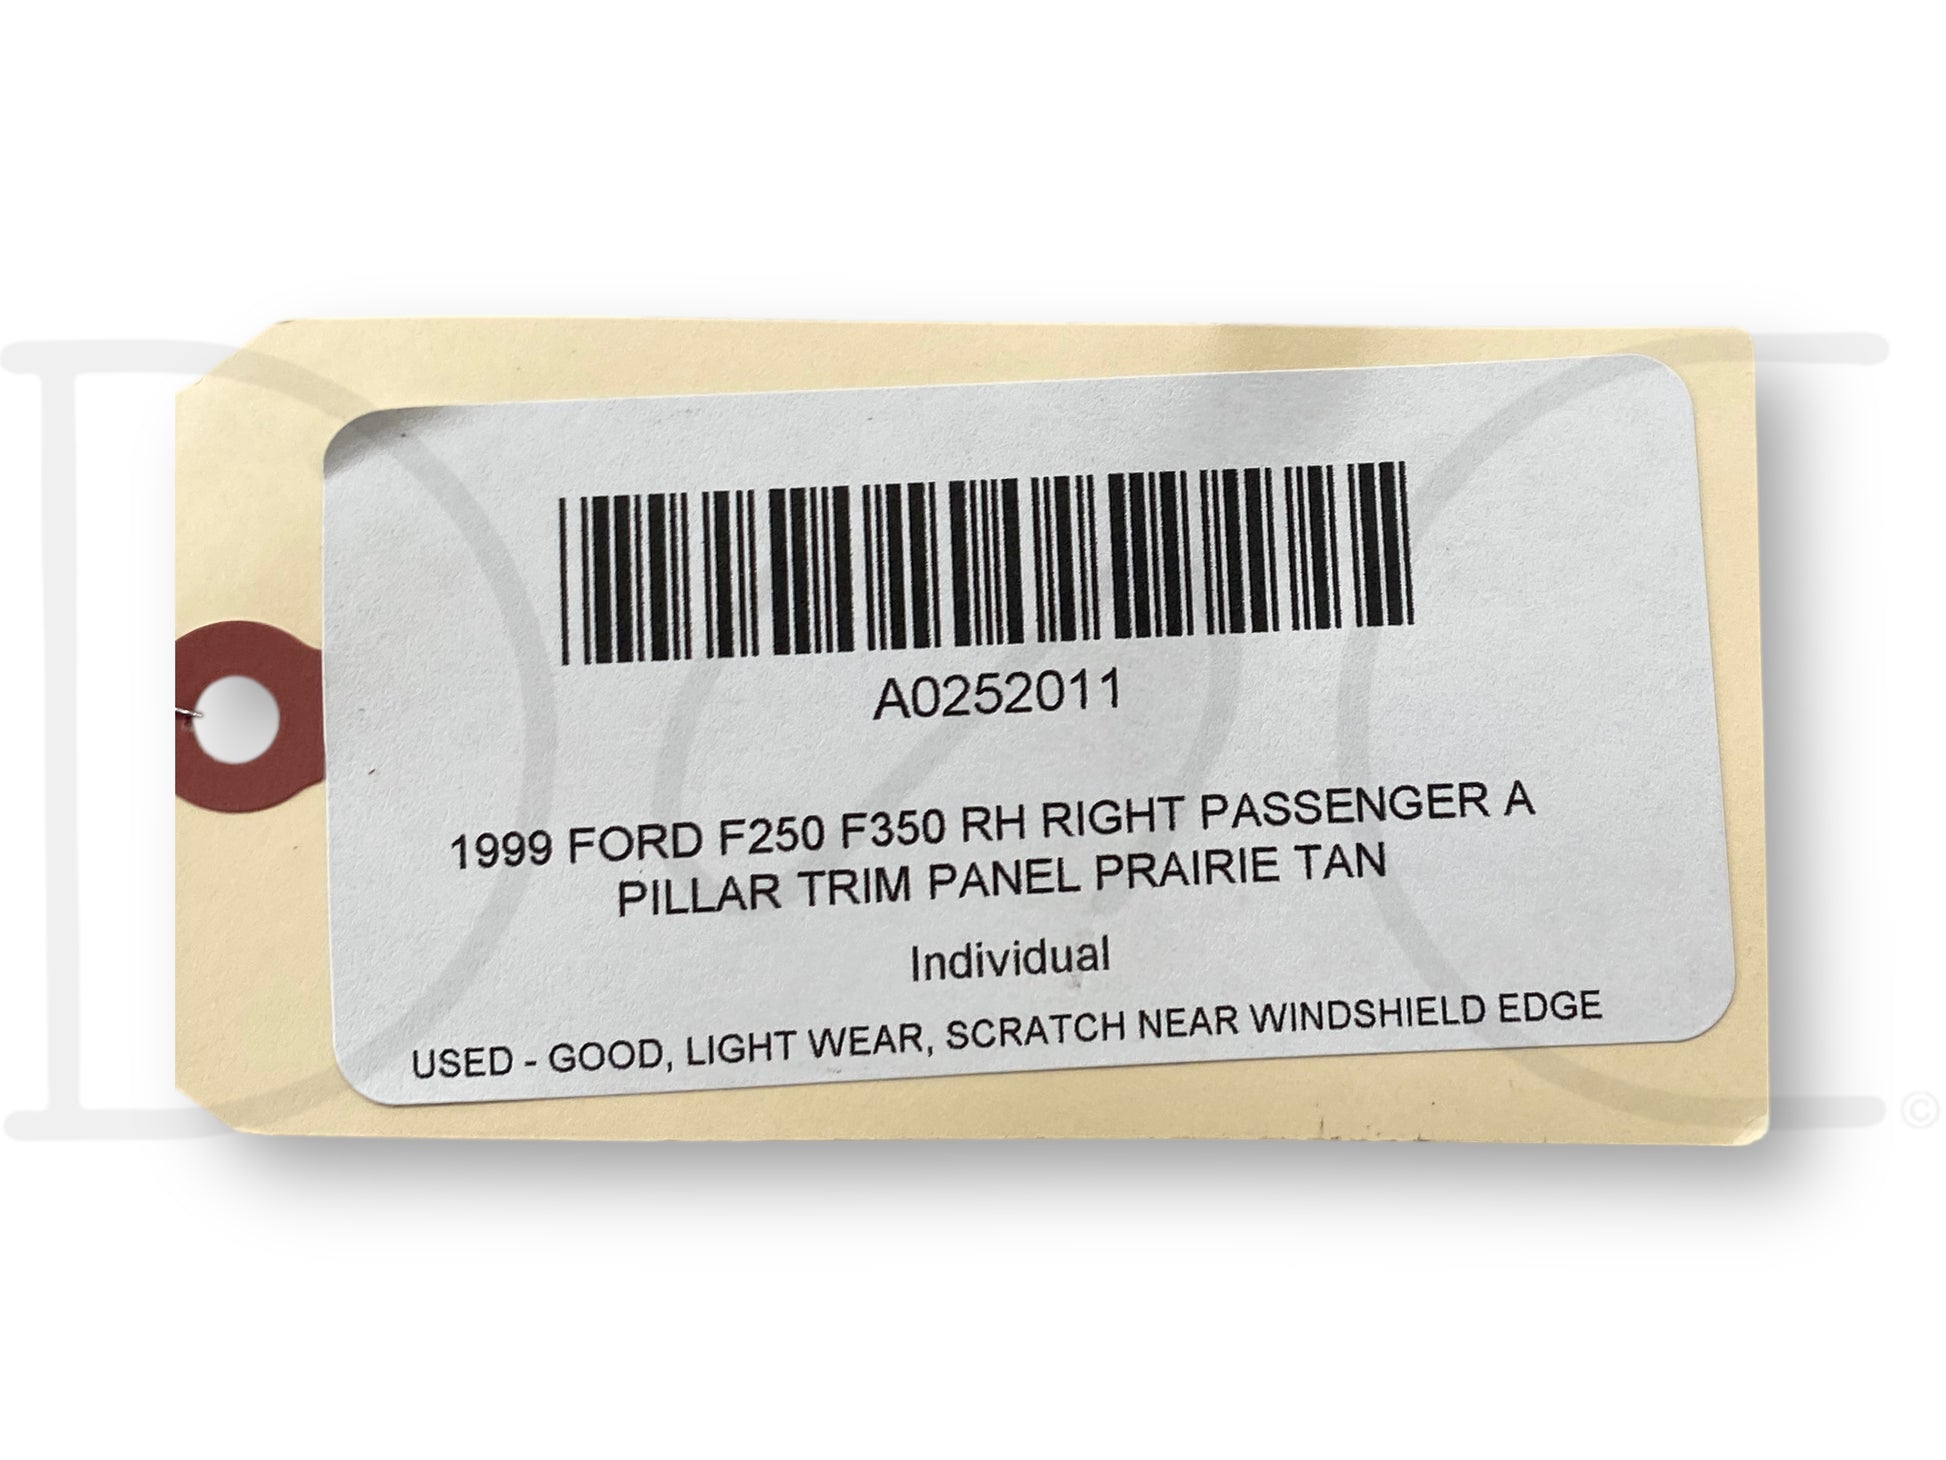 A0252011
1999 FORD F250 F350 RH RIGHT PASSENGER A
PILLAR TRIM PANEL PRAIRIE TAN
Individual
USED - GOOD, LIGHT WEAR, SCRATCH NEAR WINDSHIELD EDGE
©